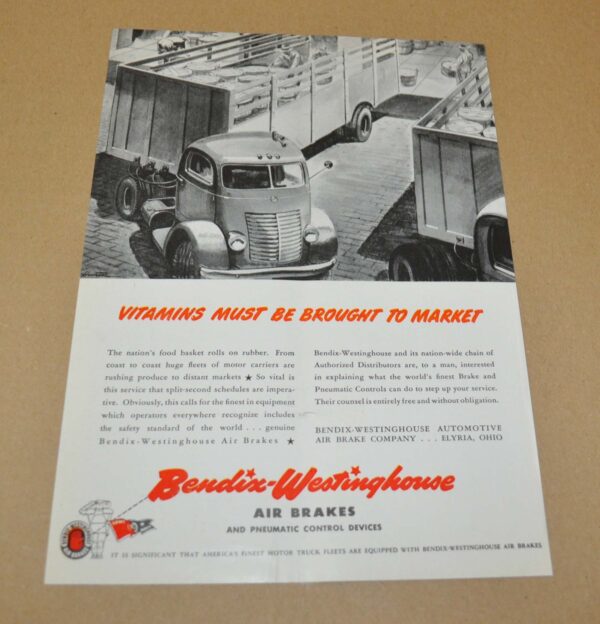 VITAMINS MUST BE BROUGHT TO MARKET
The nation's food basket rolls on rubber. From
coast to coast huge fleets of motor carriers are
rushing produce to distant markets ★ So vital is
this service that split-second schedules are impera-
tive. Obviously, this calls for the finest in equipment
which operators everywhere recognize includes
the safety standard of the world . . . genuine
Bendix-Westinghouse Air Brakes ★
Bendix-Westinghouse and its nation-wide chain of
Authorized Distributors are, to a man, interested
in explaining what the world's finest Brake and
Pneumatic Controls can do to step up your service.
Their counsel is entirely free and without obligation.
BENDIX-WESTINGHOUSE AUTOMOTIVE
AIR BRAKE COMPANY . . . ELYRIA, OHIO
Bendix-Westinghouse
AIR BRAKES
AND PNEUMATIC CONTROL DEVICES
IT IS SIGNIFICANT THAT AMERICA'S FINEST MOTOR TRUCK FLEETS ARE EQUIPPED WITH BENDIX-WESTINGHOUSE AIR BRAKES